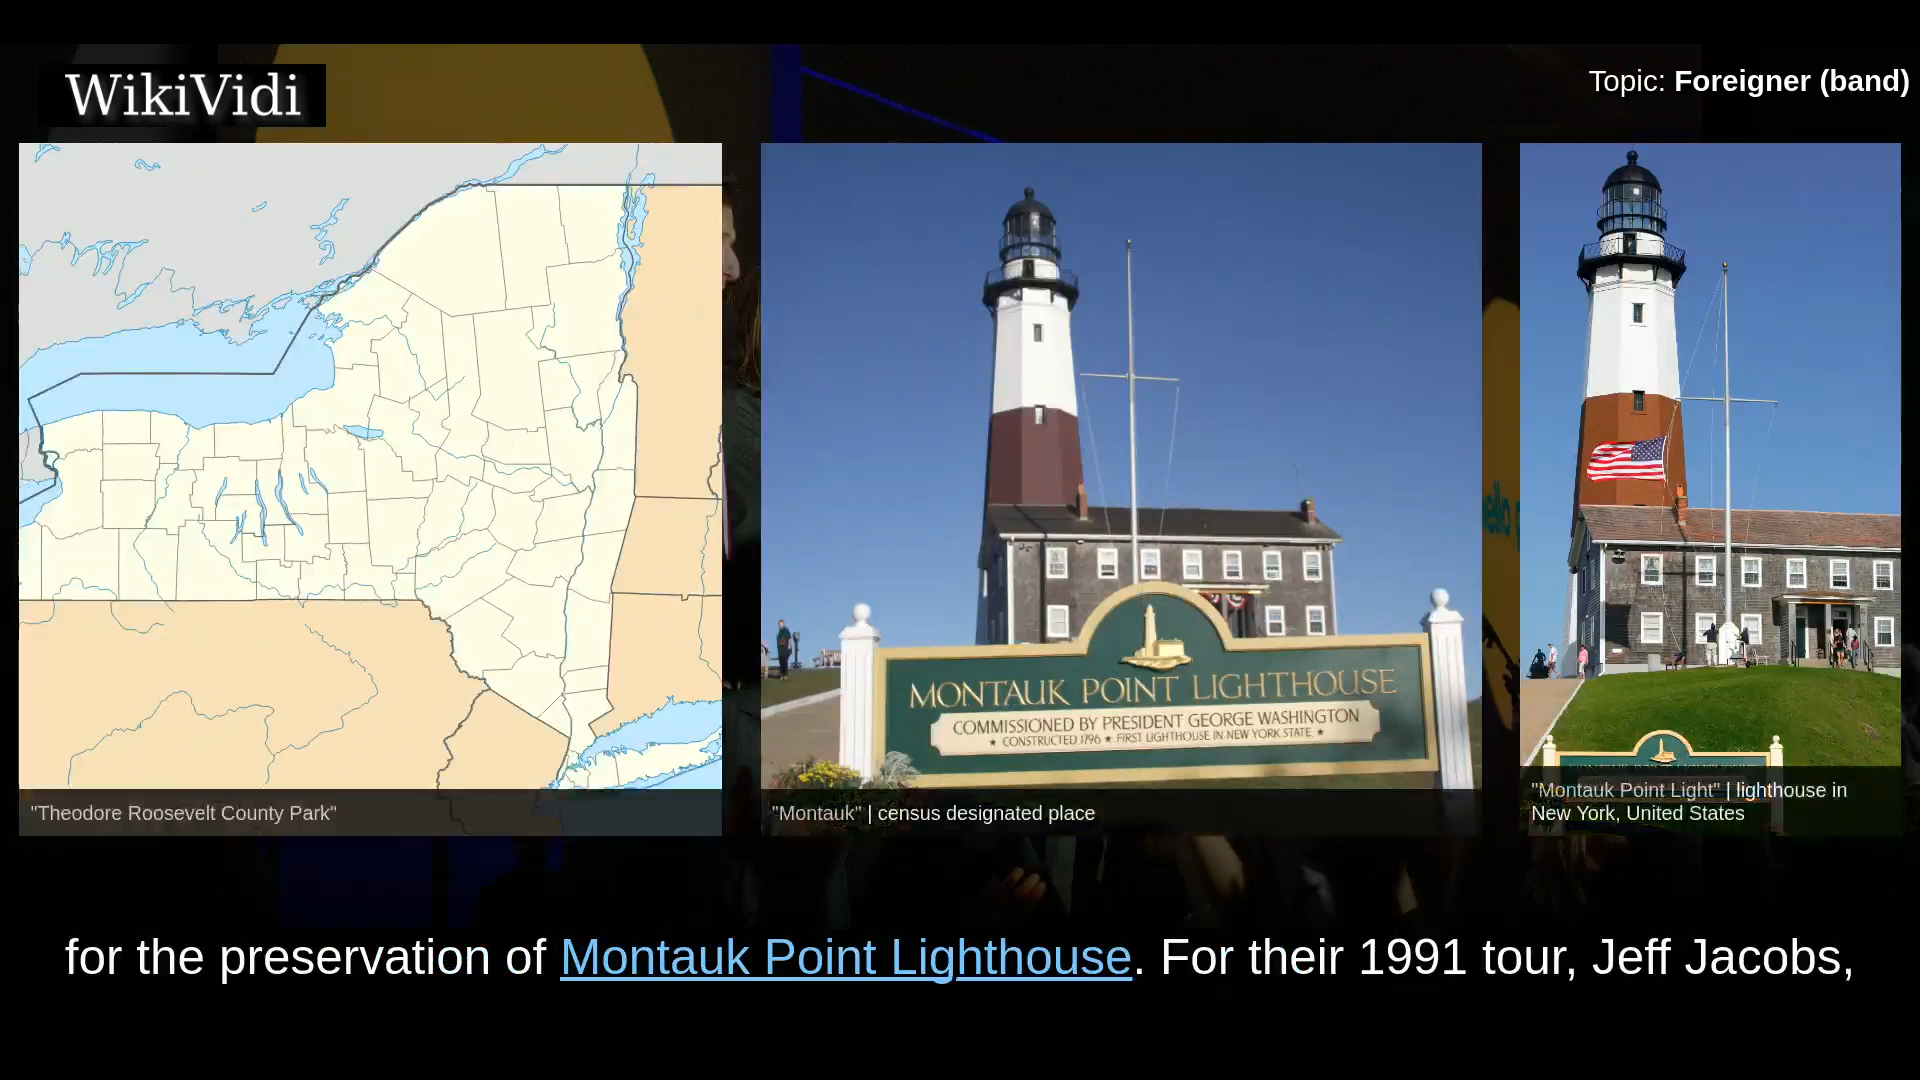 WikiVidi
Topic: Foreigner (band)
MONTAUK POINT LIGHTHOUSE
COMMISSIONED BY PRESIDENT GEORGE WASHINGTON
★ CONSTRUCTED 1796 ★ FIRST LIGHTHOUSE IN NEW YORK STATE ★
"Theodore Roosevelt County Park"
"Montauk" | census designated place
"Montauk Point Light" | lighthouse in
New York, United States
for the preservation of Montauk Point Lighthouse. For their 1991 tour, Jeff Jacobs,